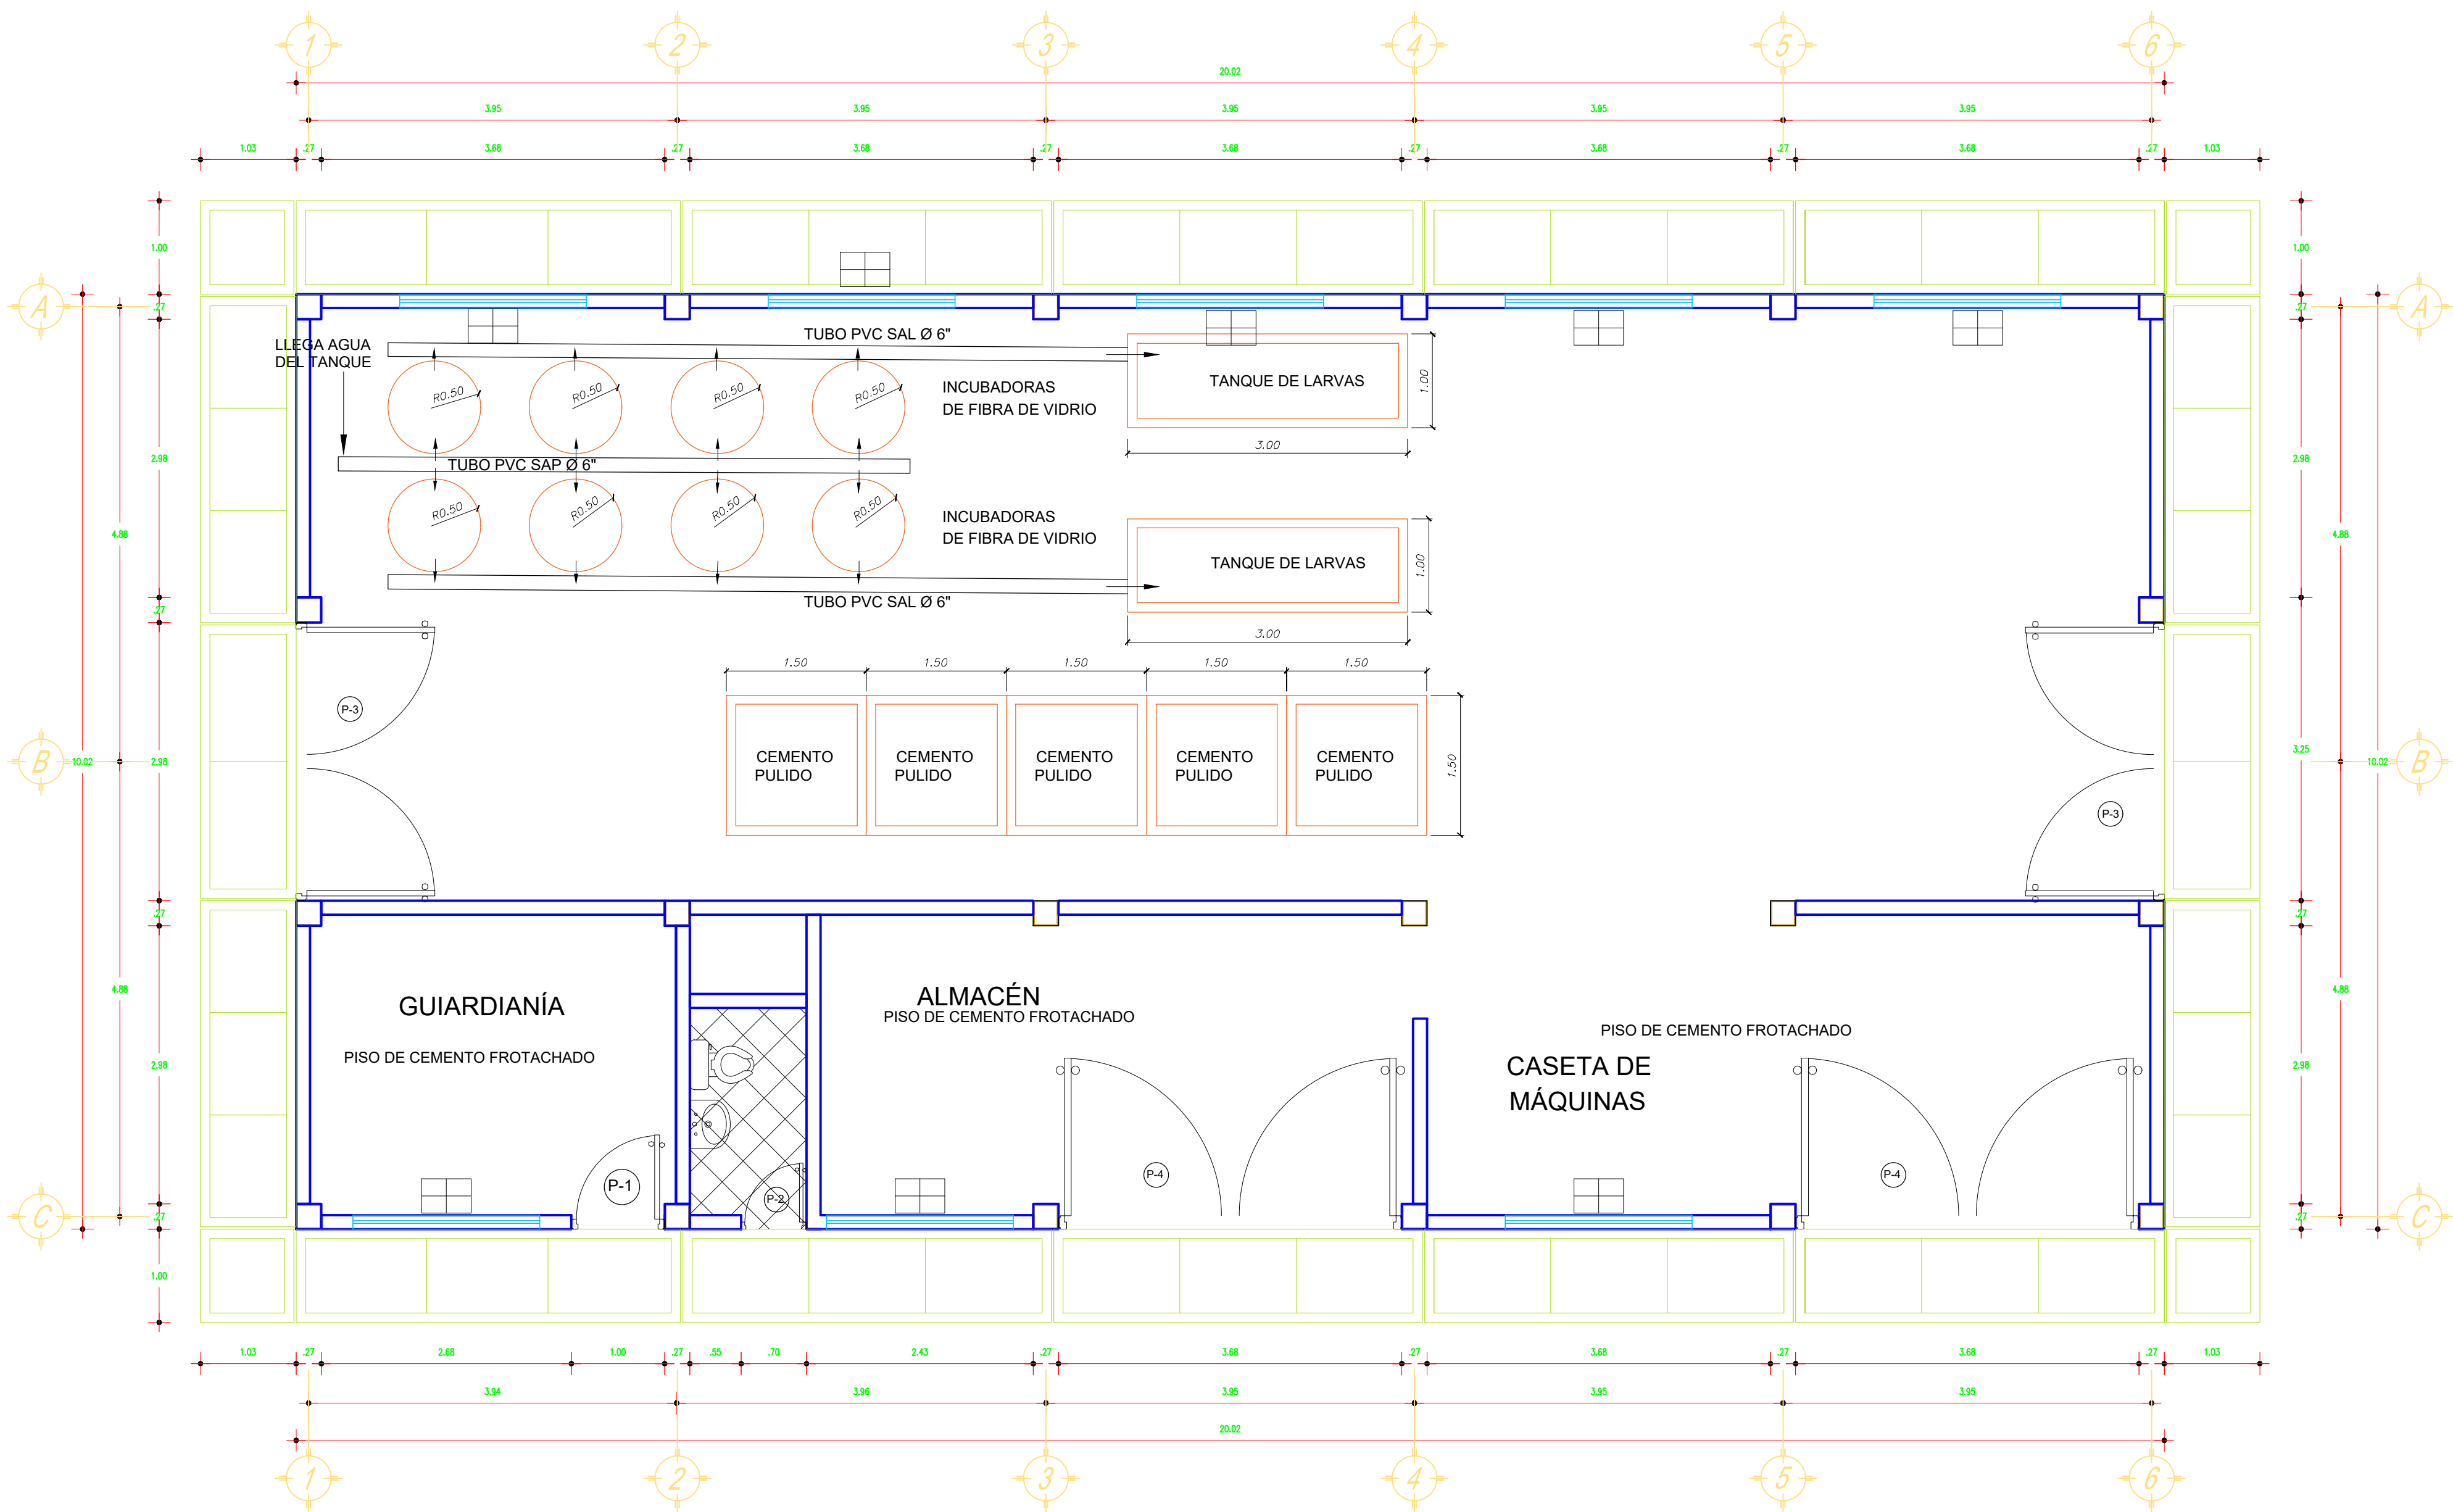 1 2 3 4 5 6
20.02
3.95 3.95 3.95 3.95 3.95
1.03 .27 3.68 .27 3.68 .27 3.68 .27 3.68 .27 3.68 .27 1.03
1.00 1.00
A .27 .27 A
LLEGA AGUA
DEL TANQUE
TUBO PVC SAL Ø 6"
R0.50 R0.50 R0.50 R0.50
INCUBADORAS
DE FIBRA DE VIDRIO
TANQUE DE LARVAS
1.00
3.00
2.98 2.98
TUBO PVC SAP Ø 6"
R0.50 R0.50 R0.50 R0.50
INCUBADORAS
DE FIBRA DE VIDRIO
TANQUE DE LARVAS
1.00
3.00
4.88 4.88
TUBO PVC SAL Ø 6"
.27
1.50 1.50 1.50 1.50 1.50
P-3
CEMENTO
PULIDO
CEMENTO
PULIDO
CEMENTO
PULIDO
CEMENTO
PULIDO
CEMENTO
PULIDO
1.50
B 10.02 2.98 3.25 10.02 B
P-3
.27 .27
4.88 4.88
GUIARDIANÍA
PISO DE CEMENTO FROTACHADO
ALMACÉN
PISO DE CEMENTO FROTACHADO
PISO DE CEMENTO FROTACHADO
CASETA DE
MÁQUINAS
2.98 2.98
P-1 P-2 P-4 P-4
C .27 .27 C
1.00
1.03 .27 2.68 1.00 .27 .55 .70 2.43 .27 3.68 .27 3.68 .27 3.68 .27 1.03
3.94 3.96 3.95 3.95 3.95
20.02
1 2 3 4 5 6